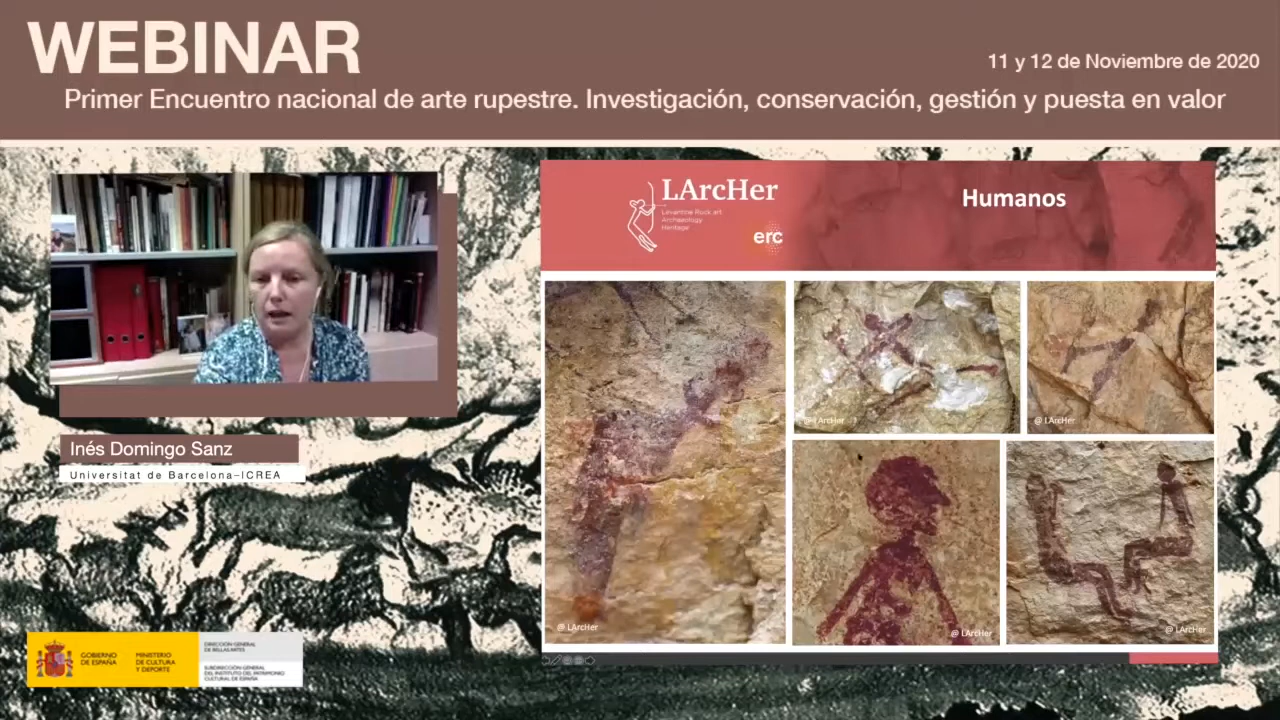 WEBINAR
11 y 12 de Noviembre de 2020
Primer Encuentro nacional de arte rupestre. Investigación, conservación, gestión y puesta en valor
LArcHer
Levantine Rock art
Archaeology
Heritage
erc
Humanos
@ LArcHer
@ LArcHer
@ LArcHer
@ LArcHer
@ LArcHer
Inés Domingo Sanz
Universitat de Barcelona–ICREA
GOBIERNO
DE ESPAÑA
MINISTERIO
DE CULTURA
Y DEPORTE
DIRECCIÓN GENERAL
DE BELLAS ARTES
SUBDIRECCIÓN GENERAL
DEL INSTITUTO DEL PATRIMONIO
CULTURAL DE ESPAÑA